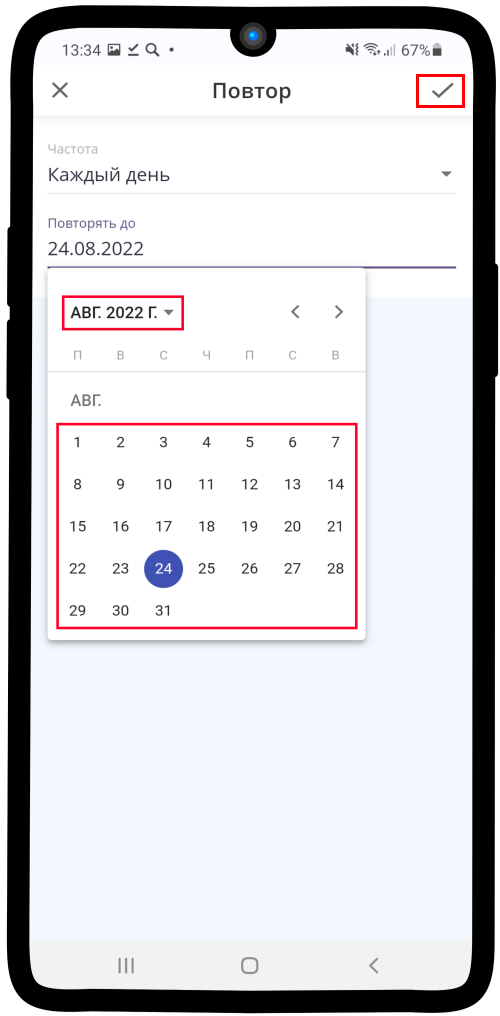 13:34 67%
Повтор
Частота
Каждый день
Повторять до
24.08.2022
АВГ. 2022 Г.
П В С Ч П С В
АВГ.
1 2 3 4 5 6 7
8 9 10 11 12 13 14
15 16 17 18 19 20 21
22 23 24 25 26 27 28
29 30 31